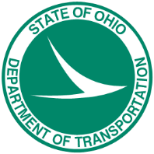 STATE OF OHIO
DEPARTMENT OF TRANSPORTATION